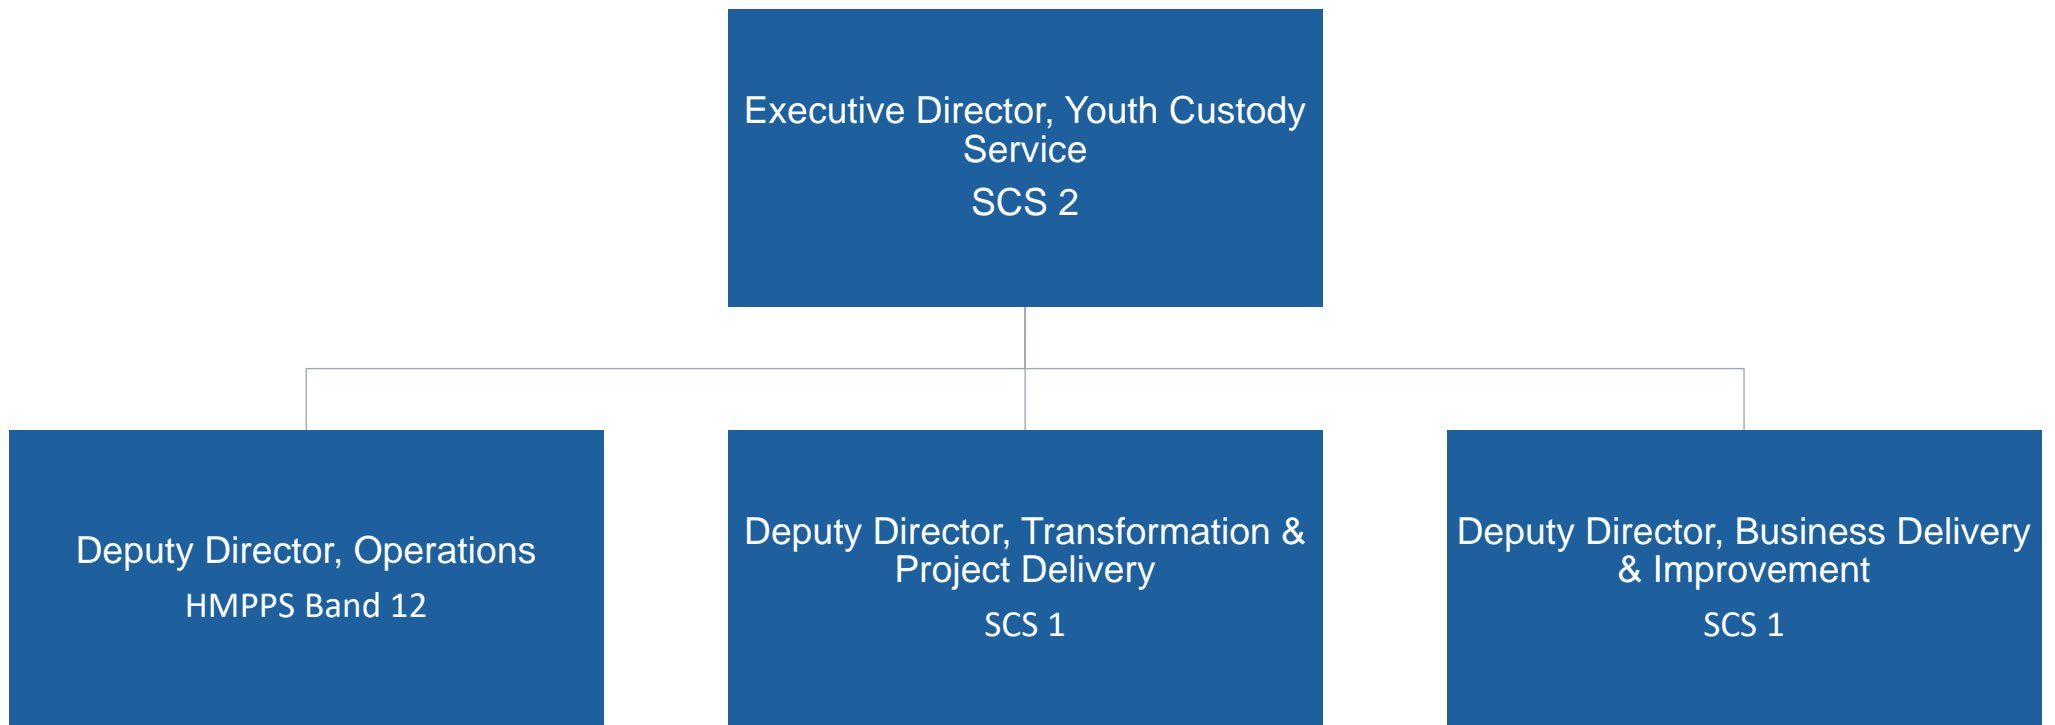 Executive Director, Youth Custody
Service
SCS 2
Deputy Director, Operations
HMPPS Band 12
Deputy Director, Transformation &
Project Delivery
SCS 1
Deputy Director, Business Delivery
& Improvement
SCS 1